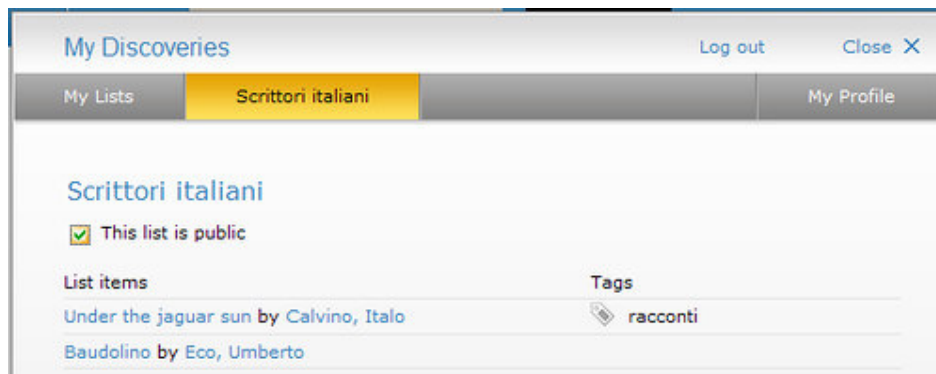 My Discoveries Log out Close X
My Lists Scrittori italiani My Profile
Scrittori italiani
This list is public
List items Tags
Under the jaguar sun by Calvino, Italo racconti
Baudolino by Eco, Umberto